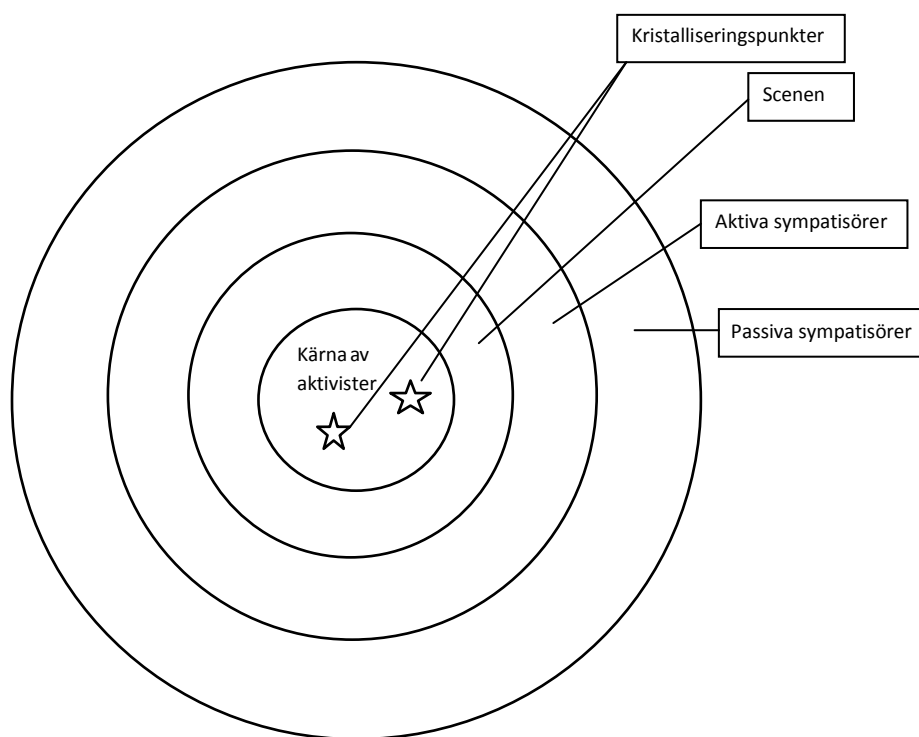 Kristalliseringspunkter
Scenen
Aktiva sympatisörer
Passiva sympatisörer
Kärna av
aktivister